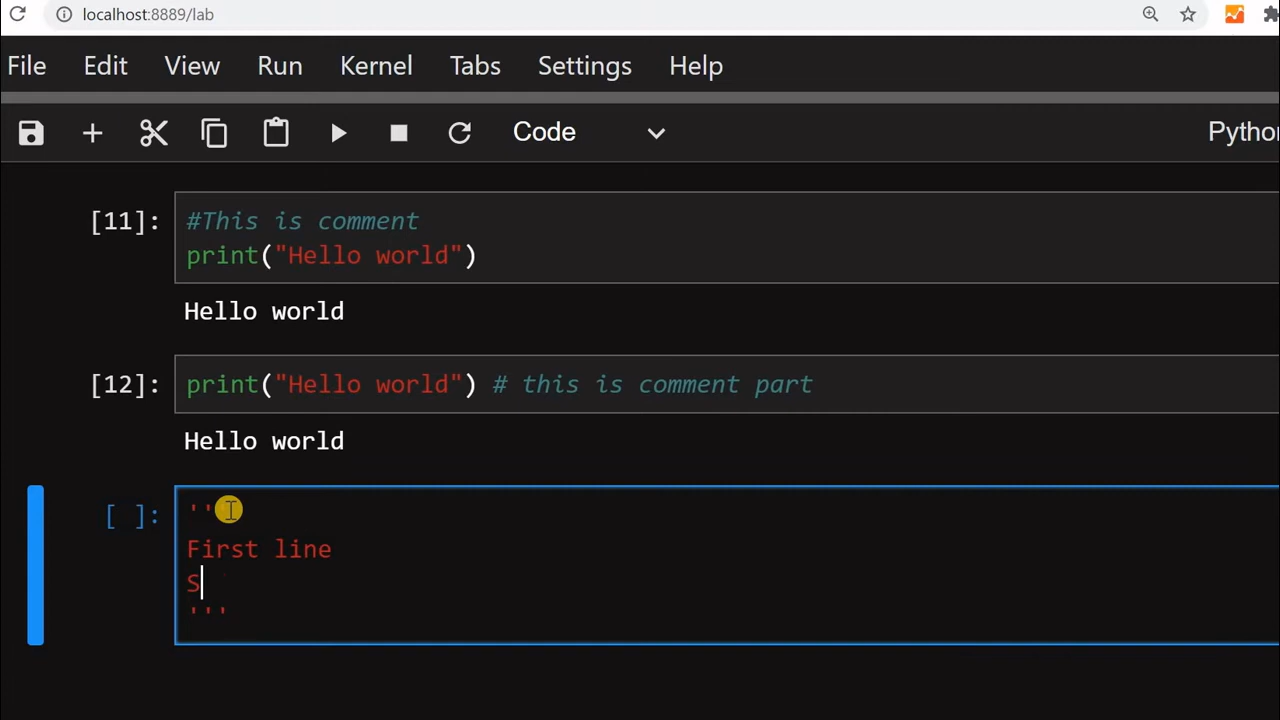 localhost:8889/lab
File Edit View Run Kernel Tabs Settings Help
Code Pytho
[11]: #This is comment
print("Hello world")
Hello world
[12]: print("Hello world") # this is comment part
Hello world
[ ]: ''
First line
S
'''